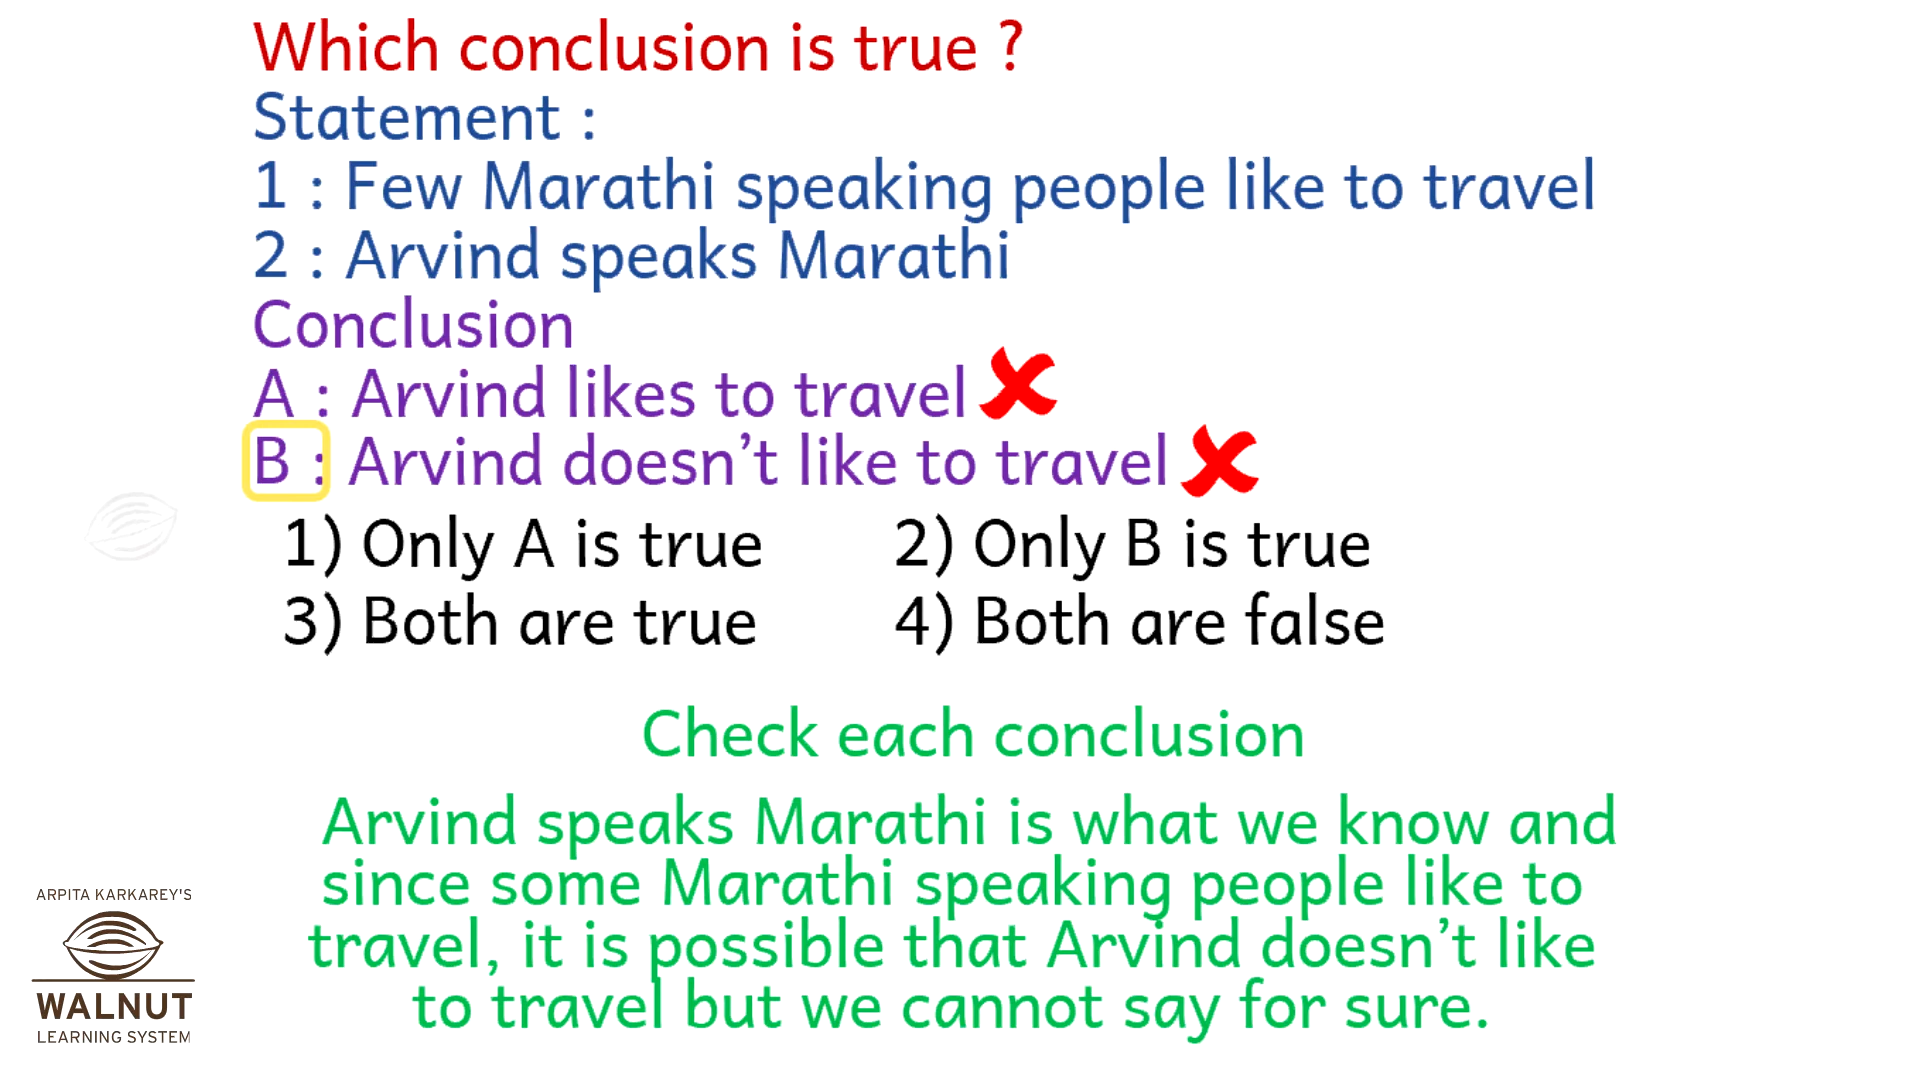 Which conclusion is true ?
Statement :
1 : Few Marathi speaking people like to travel
2 : Arvind speaks Marathi
Conclusion
A : Arvind likes to travel
B : Arvind doesn’t like to travel
1) Only A is true 2) Only B is true
3) Both are true 4) Both are false
Check each conclusion
Arvind speaks Marathi is what we know and
since some Marathi speaking people like to
travel, it is possible that Arvind doesn’t like
to travel but we cannot say for sure.
ARPITA KARKAREY'S
WALNUT
LEARNING SYSTEM